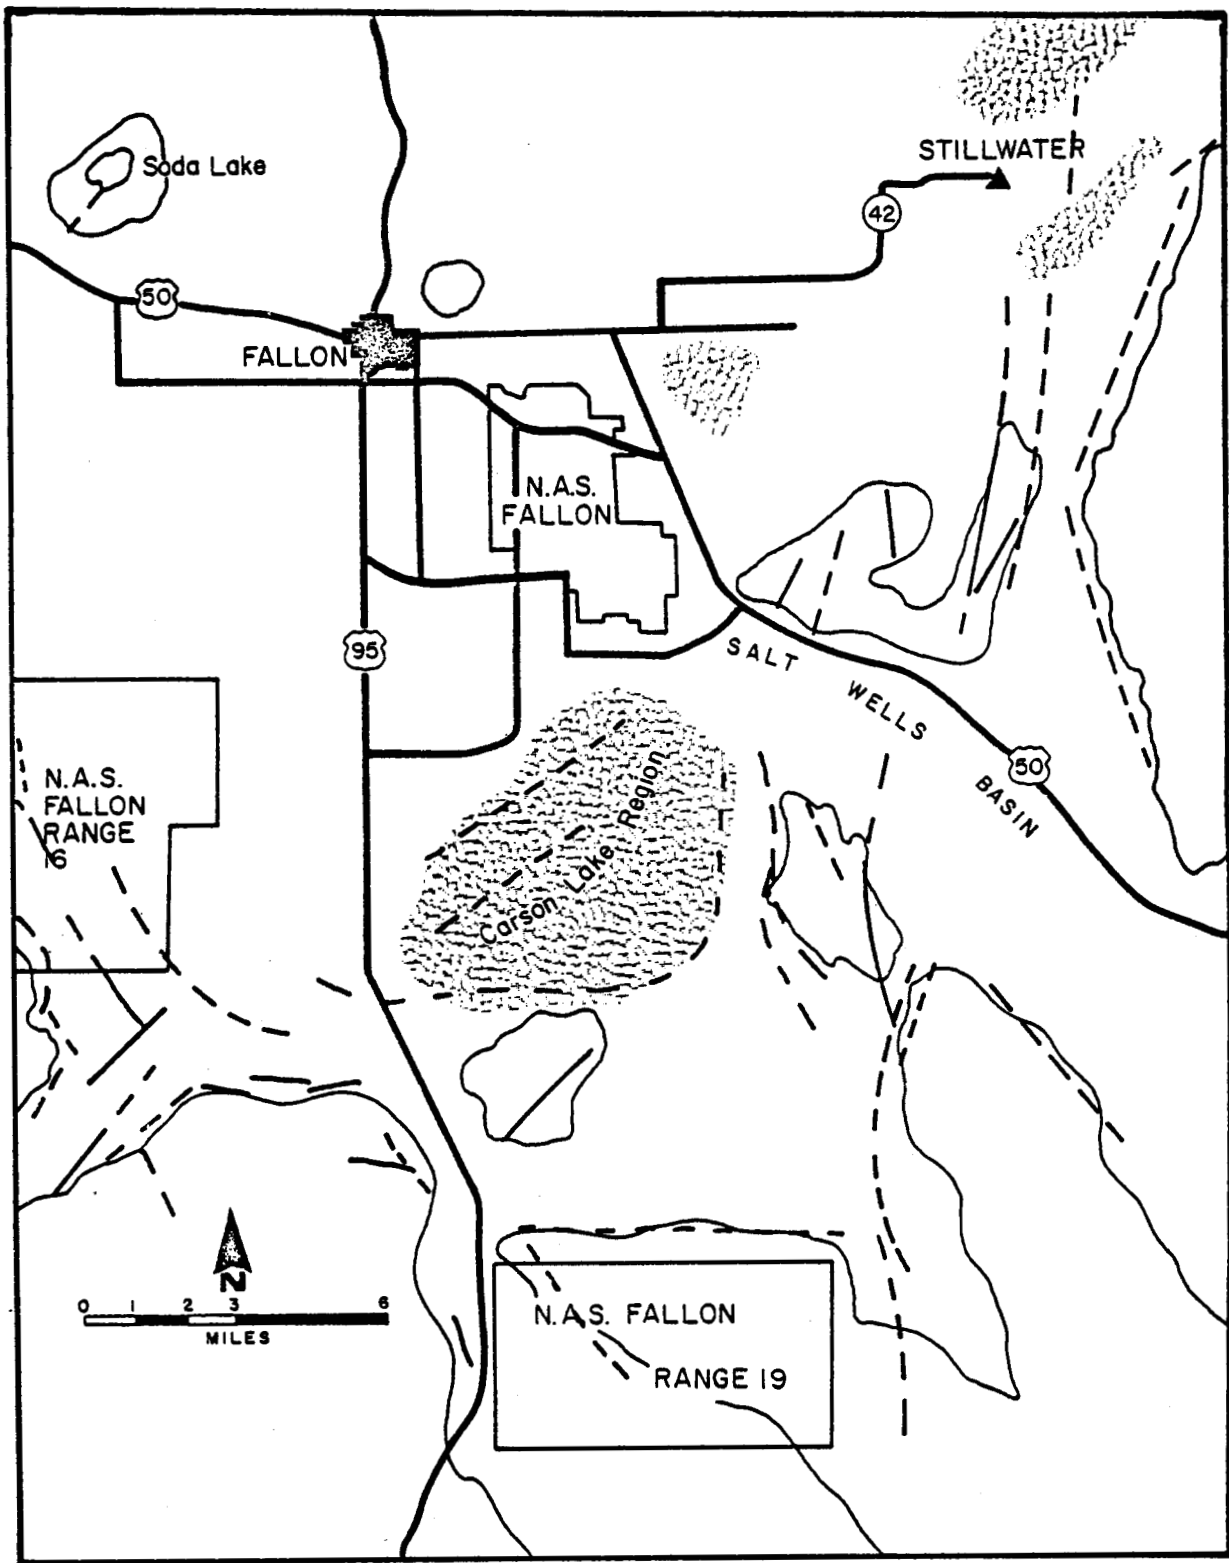 STILLWATER
Soda Lake
42
50
FALLON
N.A.S.
FALLON
95
SALT WELLS BASIN
50
N.A.S.
FALLON
RANGE
16
Carson Lake Region
N
0 1 2 3 6
MILES
N.A.S. FALLON
RANGE 19